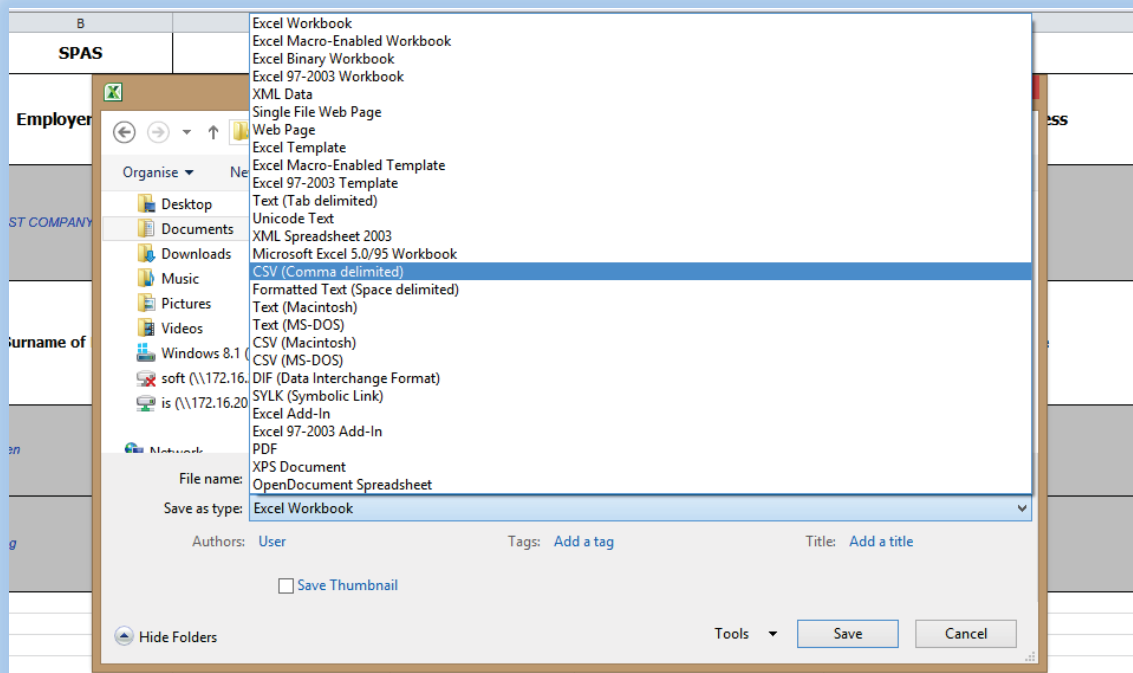 B
SPAS
Employer
ess
ST COMPANY
Surname of
en
g
Excel Workbook
Excel Macro-Enabled Workbook
Excel Binary Workbook
Excel 97-2003 Workbook
XML Data
Single File Web Page
Web Page
Excel Template
Excel Macro-Enabled Template
Excel 97-2003 Template
Text (Tab delimited)
Unicode Text
XML Spreadsheet 2003
Microsoft Excel 5.0/95 Workbook
CSV (Comma delimited)
Formatted Text (Space delimited)
Text (Macintosh)
Text (MS-DOS)
CSV (Macintosh)
CSV (MS-DOS)
DIF (Data Interchange Format)
SYLK (Symbolic Link)
Excel Add-In
Excel 97-2003 Add-In
PDF
XPS Document
OpenDocument Spreadsheet
Organise Ne
Desktop
Documents
Downloads
Music
Pictures
Videos
Windows 8.1 (
soft (\\172.16.
is (\\172.16.20
Network
File name:
Save as type: Excel Workbook
Authors: User Tags: Add a tag Title: Add a title
Save Thumbnail
Hide Folders Tools Save Cancel